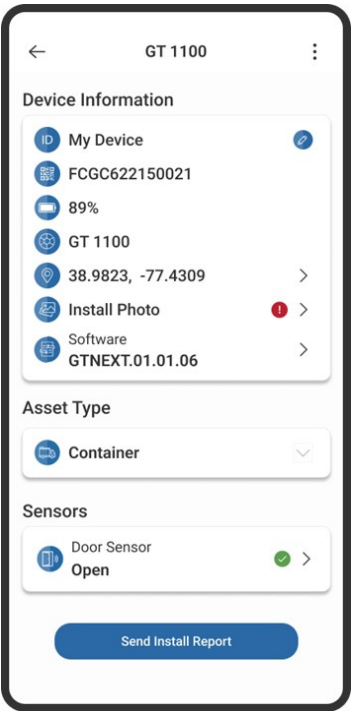 GT 1100
Device Information
ID My Device
FCGC622150021
89%
GT 1100
38.9823, -77.4309
Install Photo !
Software
GTNEXT.01.01.06
Asset Type
Container
Sensors
Door Sensor
Open
Send Install Report